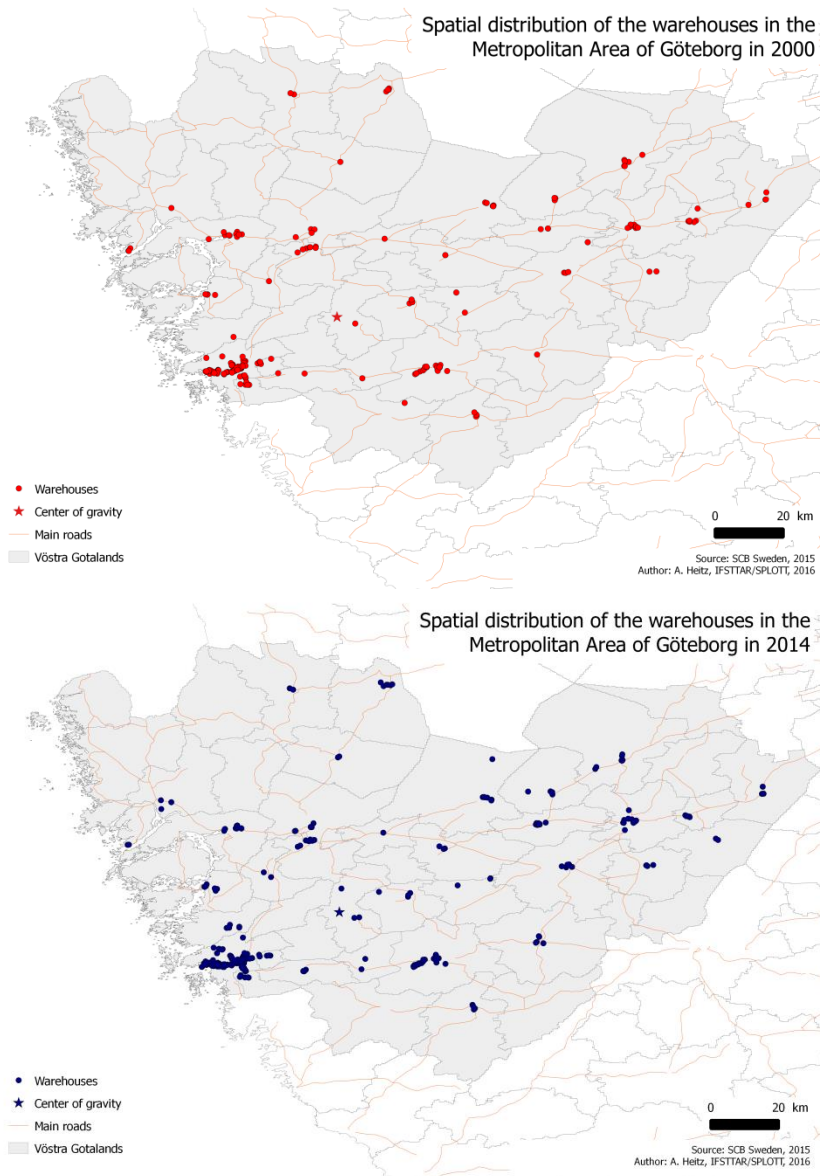 Spatial distribution of the warehouses in the
Metropolitan Area of Göteborg in 2000
Warehouses
Center of gravity
Main roads
Västra Gotalands
0 20 km
Source: SCB Sweden, 2015
Author: A. Heitz, IFSTTAR/SPLOTT, 2016
Spatial distribution of the warehouses in the
Metropolitan Area of Göteborg in 2014
Warehouses
Center of gravity
Main roads
Västra Gotalands
0 20 km
Source: SCB Sweden, 2015
Author: A. Heitz, IFSTTAR/SPLOTT, 2016